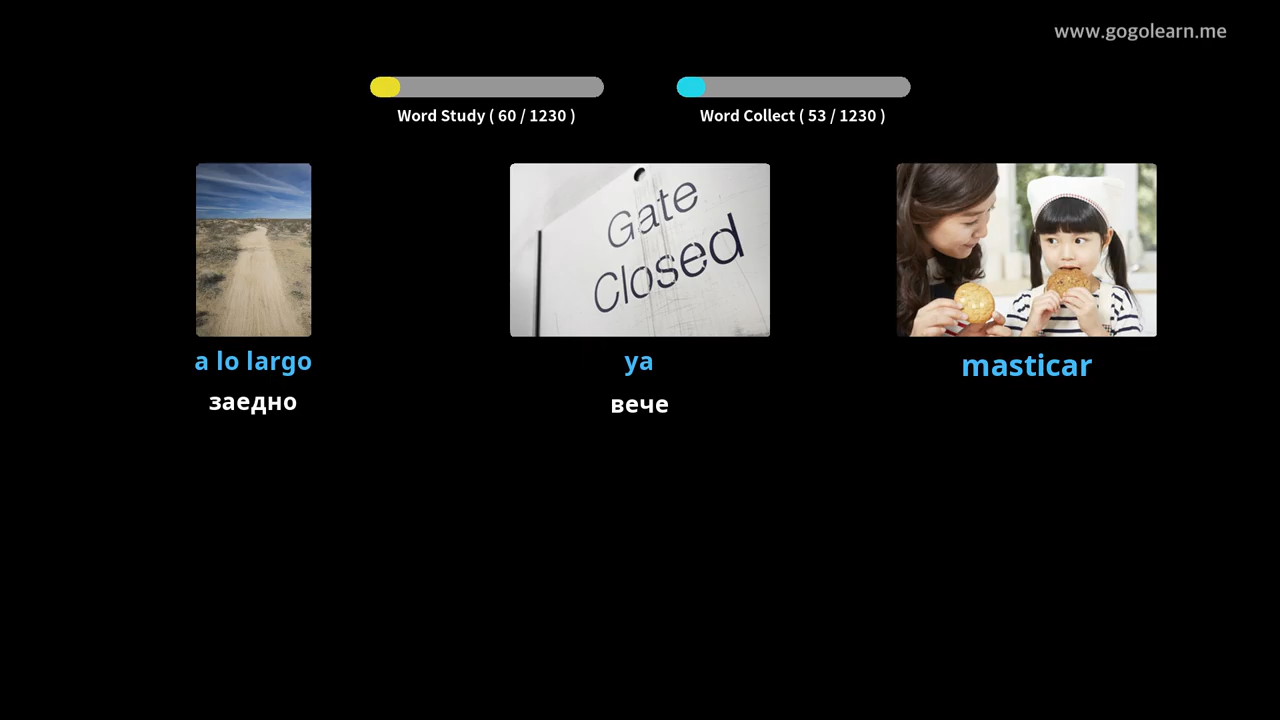 www.gogolearn.me
Word Study ( 60 / 1230 )
Word Collect ( 53 / 1230 )
Gate
Closed
a lo largo
ya
masticar
заедно
вече